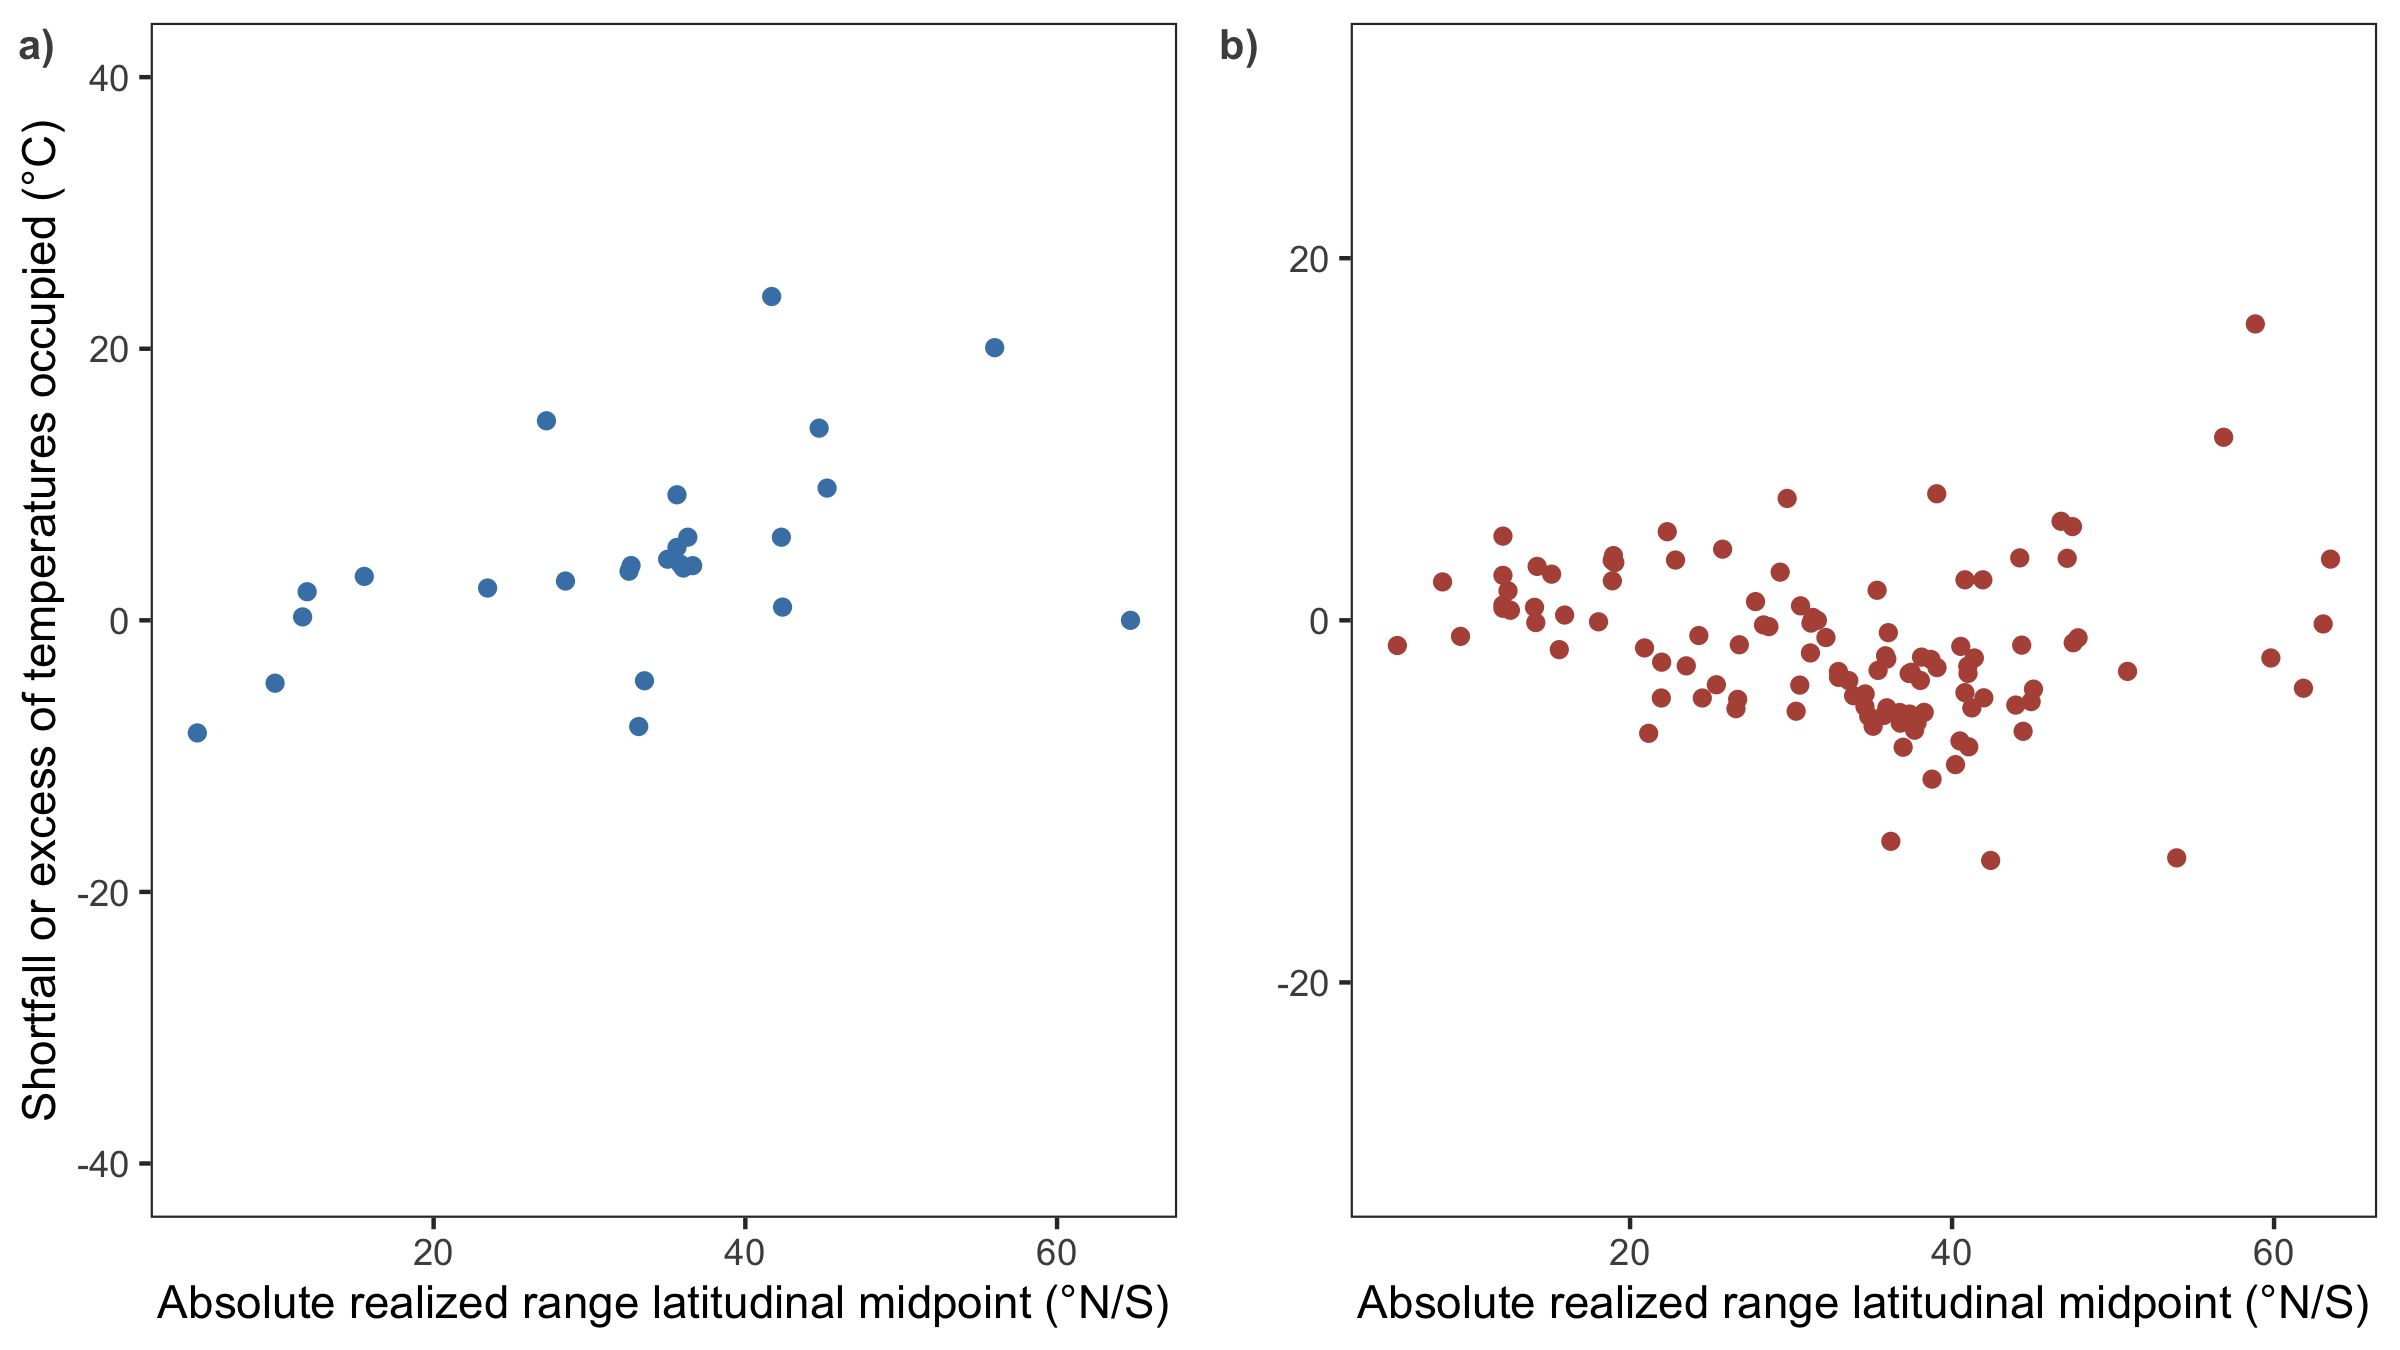 a)
Shortfall or excess of temperatures occupied (°C)
40
20
0
-20
-40
20 40 60
Absolute realized range latitudinal midpoint (°N/S)
b)
20
0
-20
20 40 60
Absolute realized range latitudinal midpoint (°N/S)